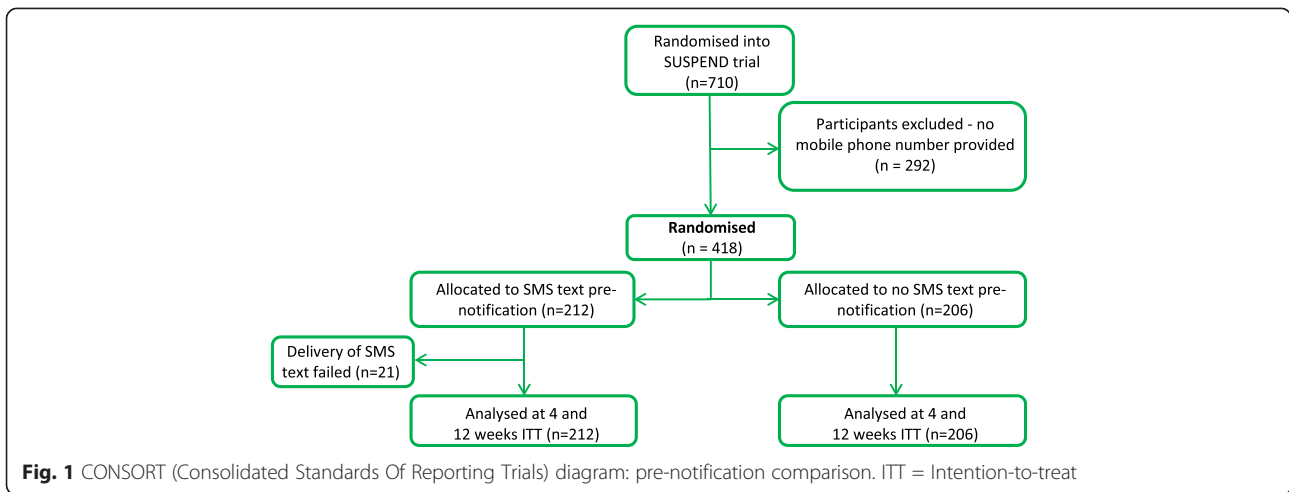 Randomised into
SUSPEND trial
(n=710)
Participants excluded - no
mobile phone number provided
(n = 292)
Randomised
(n = 418)
Allocated to SMS text pre-
notification (n=212)
Allocated to no SMS text pre-
notification (n=206)
Delivery of SMS
text failed (n=21)
Analysed at 4 and
12 weeks ITT (n=212)
Analysed at 4 and
12 weeks ITT (n=206)
Fig. 1 CONSORT (Consolidated Standards Of Reporting Trials) diagram: pre-notification comparison. ITT = Intention-to-treat